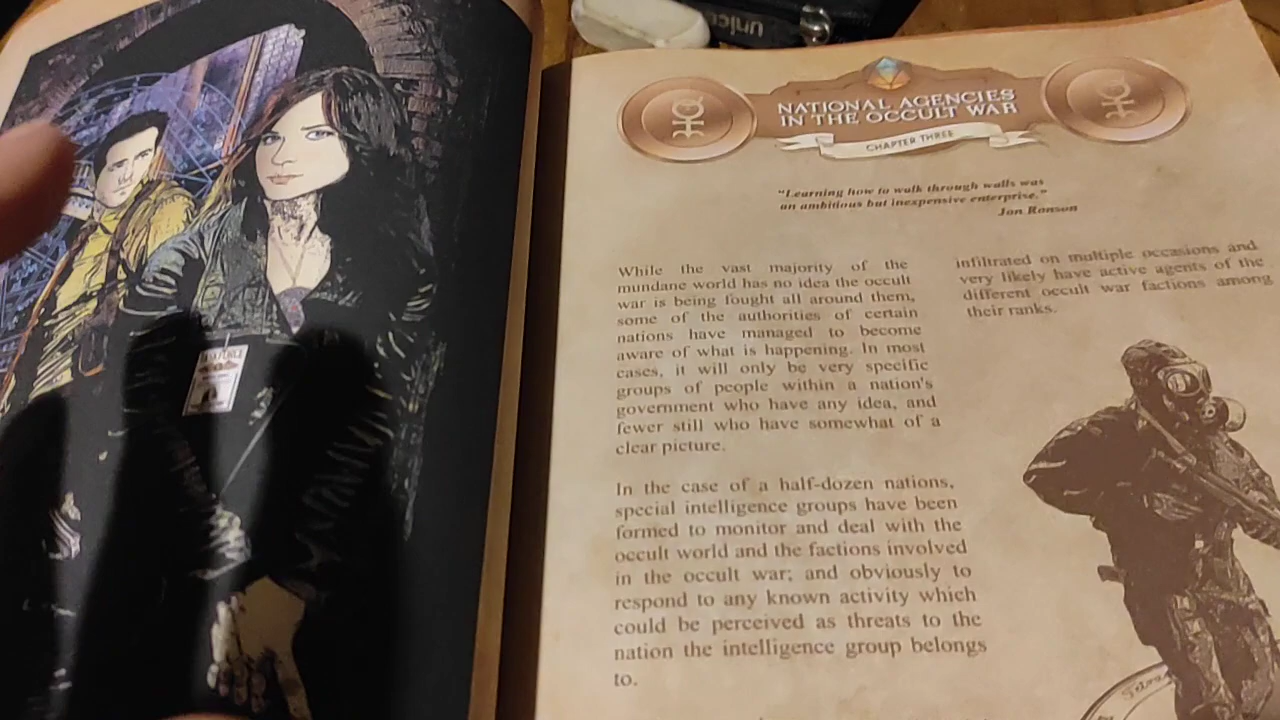 NATIONAL AGENCIES
IN THE OCCULT WAR
CHAPTER THREE
"Learning how to walk through walls was
an ambitious but inexpensive enterprise."
Jon Ronson
While the vast majority of the
mundane world has no idea the occult
war is being fought all around them,
some of the authorities of certain
nations have managed to become
aware of what is happening. In most
cases, it will only be very specific
groups of people within a nation's
government who have any idea, and
fewer still who have somewhat of a
clear picture.
In the case of a half-dozen nations,
special intelligence groups have been
formed to monitor and deal with the
occult world and the factions involved
in the occult war; and obviously to
respond to any known activity which
could be perceived as threats to the
nation the intelligence group belongs
to.
infiltrated on multiple occasions and
very likely have active agents of the
different occult war factions among
their ranks.